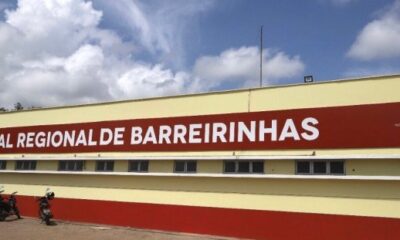 AL REGIONAL DE BARREIRINHAS